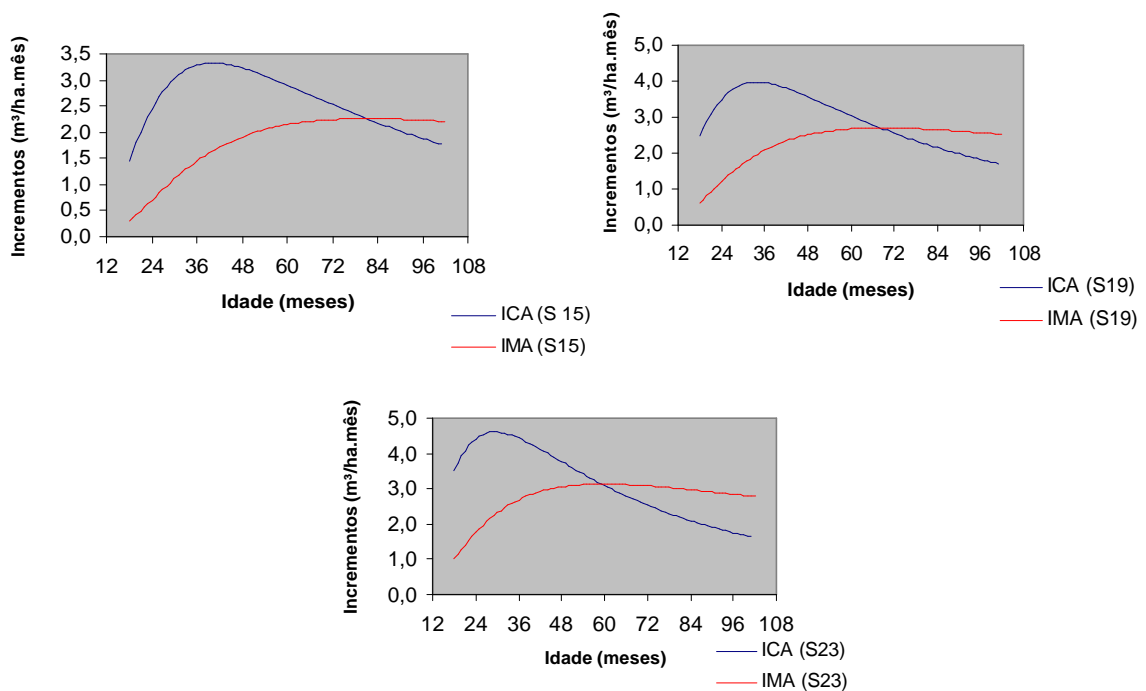 Incrementos (m³/ha.mês)
3,5
3,0
2,5
2,0
1,5
1,0
0,5
0,0
12 24 36 48 60 72 84 96 108
Idade (meses)
ICA (S 15)
IMA (S15)
Incrementos (m³/ha.mês)
5,0
4,0
3,0
2,0
1,0
0,0
12 24 36 48 60 72 84 96 108
Idade (meses)
ICA (S19)
IMA (S19)
Incrementos (m³/ha.mês)
5,0
4,0
3,0
2,0
1,0
0,0
12 24 36 48 60 72 84 96 108
Idade (meses)
ICA (S23)
IMA (S23)